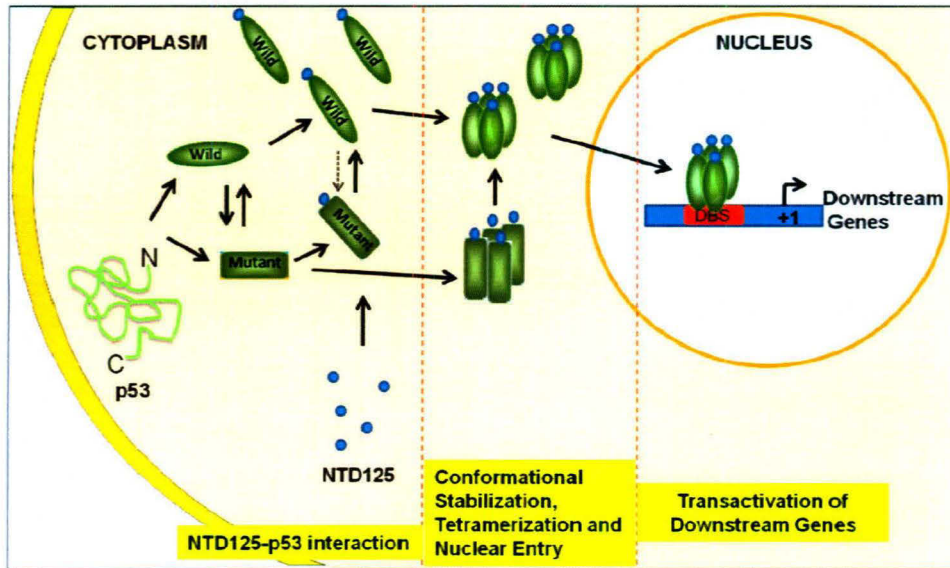 CYTOPLASM
Wild
Wild
Wild
Wild
Mutant
Mutant
N
C
p53
NTD125
NTD125-p53 interaction
Conformational
Stabilization,
Tetramerization and
Nuclear Entry
NUCLEUS
DBS
+1
Downstream
Genes
Transactivation of
Downstream Genes